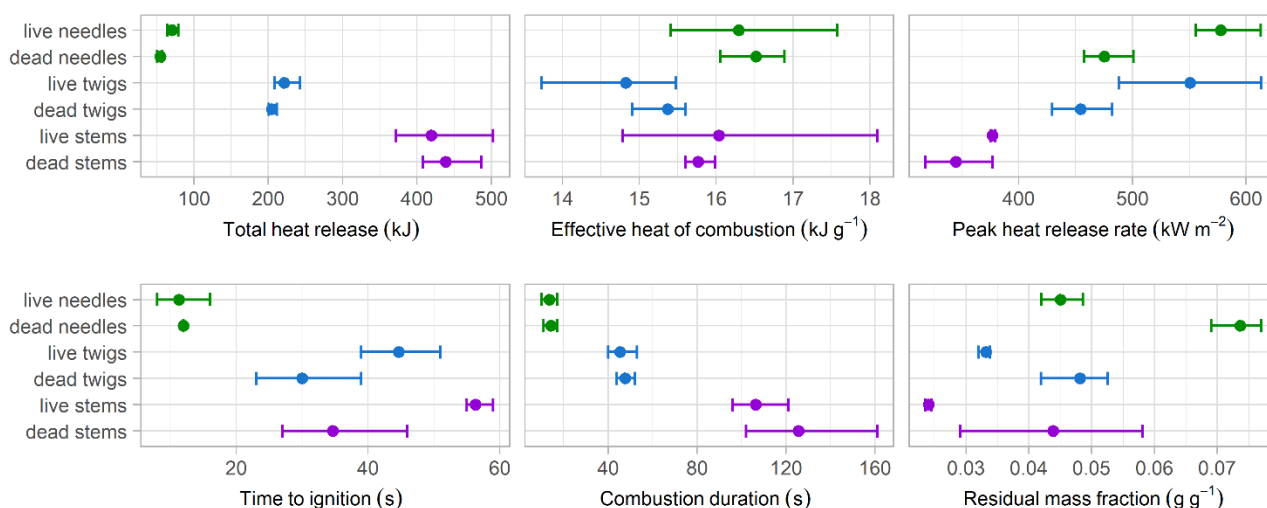 live needles
dead needles
live twigs
dead twigs
live stems
dead stems
100 200 300 400 500
Total heat release (kJ)
14 15 16 17 18
Effective heat of combustion (kJ g⁻¹)
400 500 600
Peak heat release rate (kW m⁻²)
live needles
dead needles
live twigs
dead twigs
live stems
dead stems
20 40 60
Time to ignition (s)
40 80 120 160
Combustion duration (s)
0.03 0.04 0.05 0.06 0.07
Residual mass fraction (g g⁻¹)